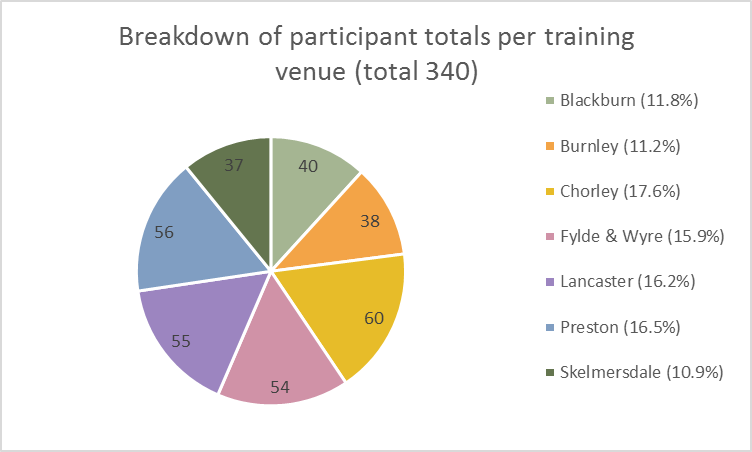 Breakdown of participant totals per training
venue (total 340)
Blackburn (11.8%)
Burnley (11.2%)
Chorley (17.6%)
Fylde & Wyre (15.9%)
Lancaster (16.2%)
Preston (16.5%)
Skelmersdale (10.9%)
40
38
60
54
55
56
37